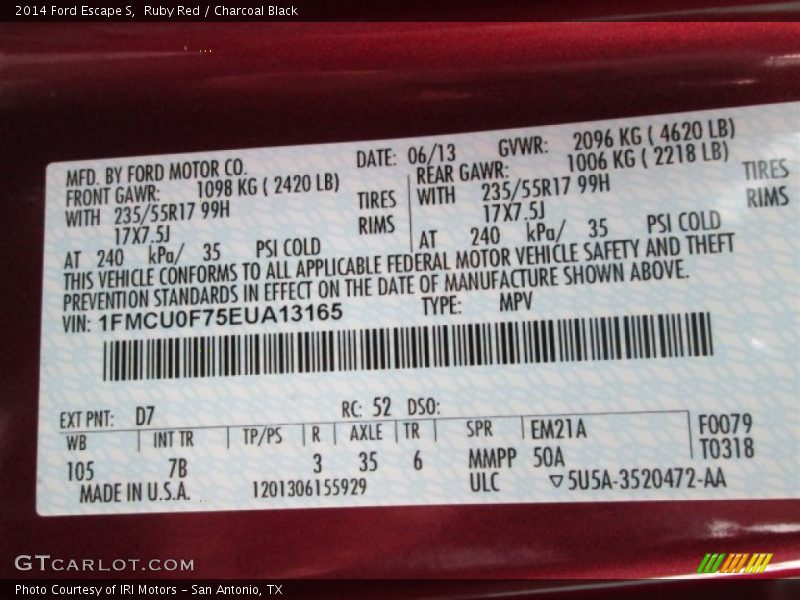 2014 Ford Escape S,  Ruby Red / Charcoal Black
MFD. BY FORD MOTOR CO. DATE: 06/13 GVWR: 2096 KG ( 4620 LB)
FRONT GAWR: 1098 KG ( 2420 LB) REAR GAWR: 1006 KG ( 2218 LB)
WITH 235/55R17 99H TIRES WITH 235/55R17 99H TIRES
17X7.5J RIMS 17X7.5J RIMS
AT 240 kPa/ 35 PSI COLD AT 240 kPa/ 35 PSI COLD
THIS VEHICLE CONFORMS TO ALL APPLICABLE FEDERAL MOTOR VEHICLE SAFETY AND THEFT
PREVENTION STANDARDS IN EFFECT ON THE DATE OF MANUFACTURE SHOWN ABOVE.
VIN: 1FMCU0F75EUA13165 TYPE: MPV
EXT PNT: D7 RC: 52 DSO:
WB INT TR TP/PS R AXLE TR SPR EM21A F0079
105 7B 3 35 6 MMPP 50A T0318
MADE IN U.S.A. 1201306155929 ULC ▽5U5A-3520472-AA
GTCARLOT.COM
Photo Courtesy of IRI Motors – San Antonio, TX